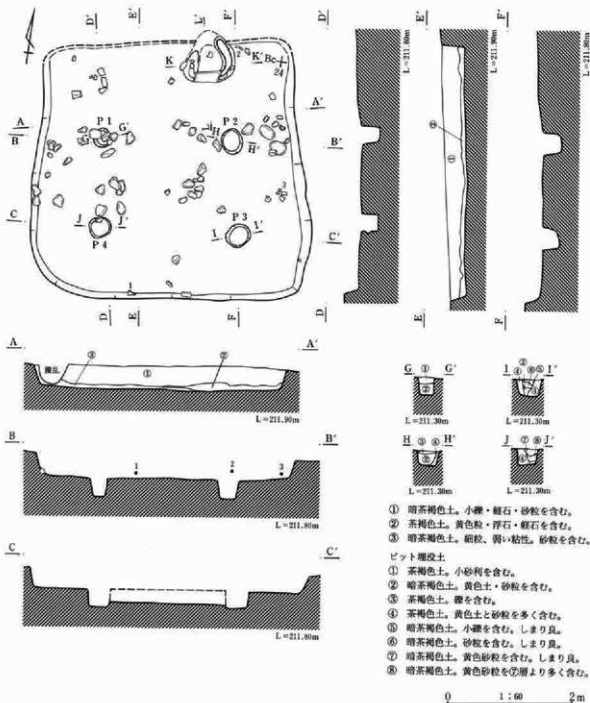 D' E' L' F' D' E' F'
L=211.80m L=211.80m L=211.80m
K K' Bc
24
2
A A'
B B'
P1 G' P2
H H'
3
C C'
J J' I I'
P4 P3
1
D E F D E F
① ②
A A'
③ ① ②
攪乱
L=211.90m
B B'
1 2 3
L=211.80m
C C'
L=211.80m
G ① G' I ② ④ ⑥ ⑤ I'
②
L=211.30m L=211.30m
H ③ ④ H' J ⑦ ⑧ J'
L=211.30m L=211.30m
① 暗茶褐色土。小礫・軽石・砂粒を含む。
② 茶褐色土。黄色粒・浮石・軽石を含む。
③ 暗茶褐色土。細粒、弱い粘性。砂粒を含む。
ピット埋没土
① 茶褐色土。小砂利を含む。
② 暗茶褐色土。黄色土・砂粒を含む。
③ 茶褐色土。礫を含む。
④ 茶褐色土。黄色土と砂粒を多く含む。
⑤ 暗茶褐色土。小礫を含む。しまり良。
⑥ 暗茶褐色土。砂粒を含む。しまり良。
⑦ 暗茶褐色土。黄色砂粒を含む。しまり良。
⑧ 暗茶褐色土。黄色砂粒を⑦層より多く含む。
0 1:60 2m